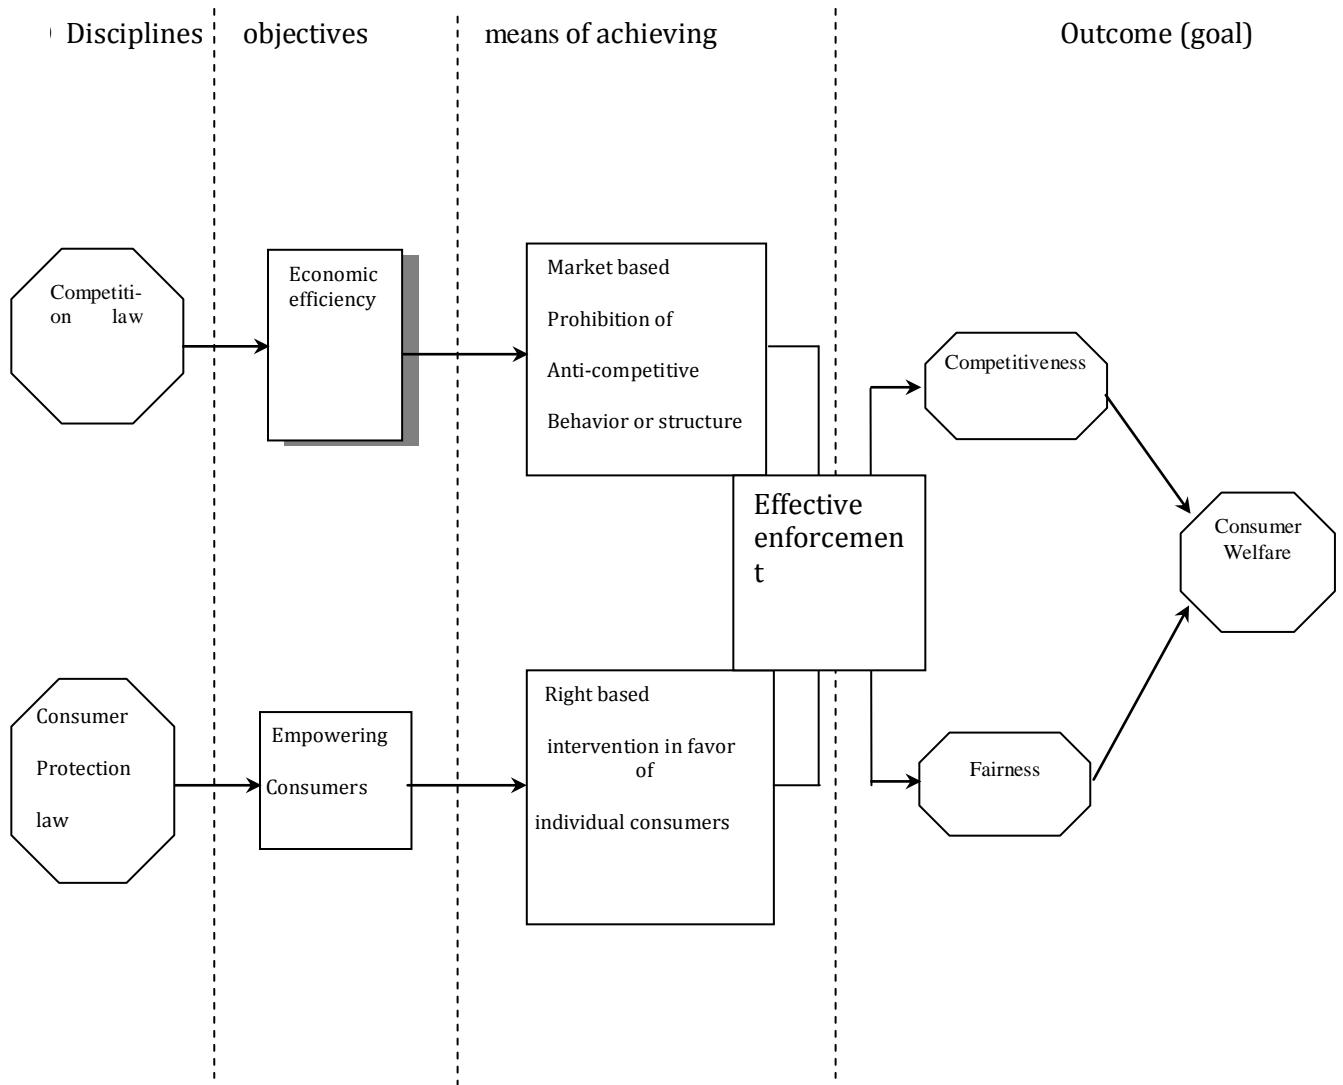 ) Disciplines
objectives
means of achieving
Outcome (goal)
Competiti-
on law
Economic
efficiency
Market based
Prohibition of
Anti-competitive
Behavior or structure
Competitiveness
Effective
enforcemen
t
Consumer
Welfare
Consumer
Protection
law
Empowering
Consumers
Right based
intervention in favor
of
individual consumers
Fairness